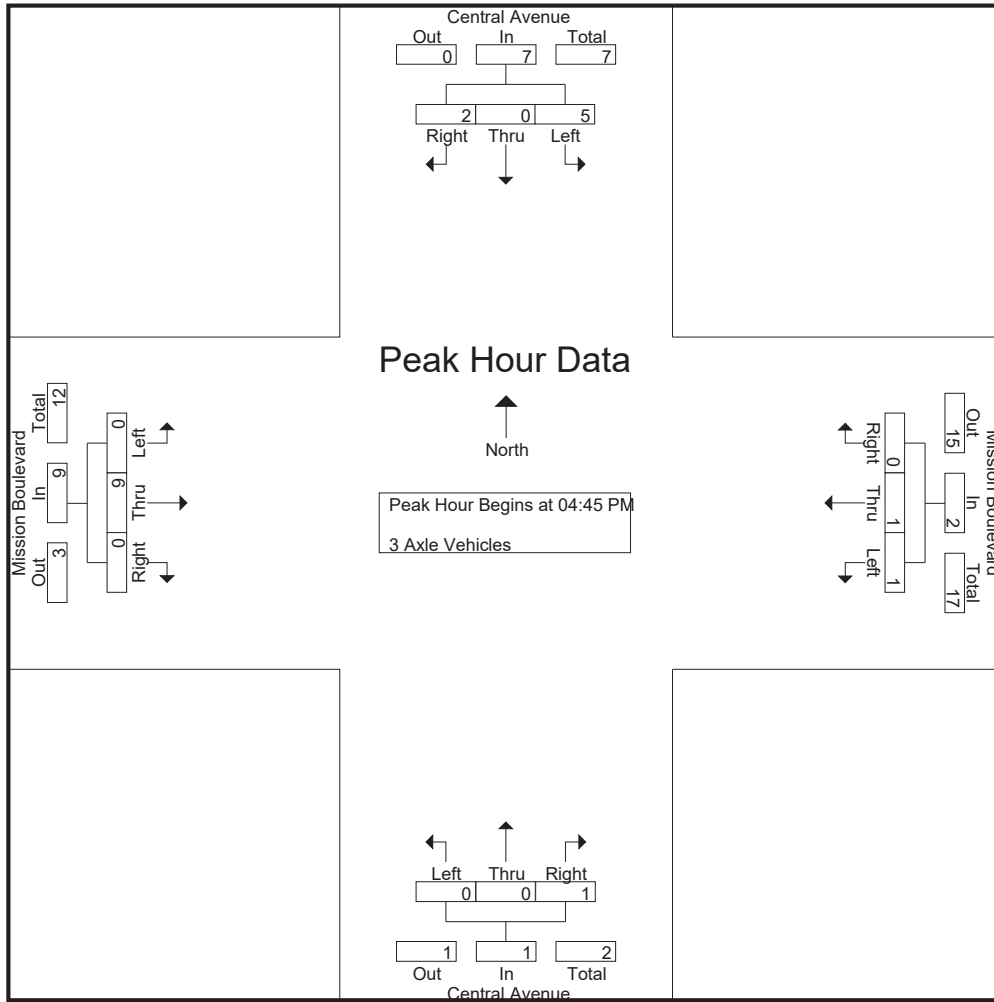 Central Avenue
Out In Total
0 7 7
2 0 5
Right Thru Left
Peak Hour Data
North
Peak Hour Begins at 04:45 PM
3 Axle Vehicles
Mission Boulevard
Out In Total
3 9 12
Left Thru Right
0 9 0
Mission Boulevard
Out In Total
15 2 17
Right Thru Left
0 1 1
Left Thru Right
0 0 1
1 1 2
Out In Total
Central Avenue